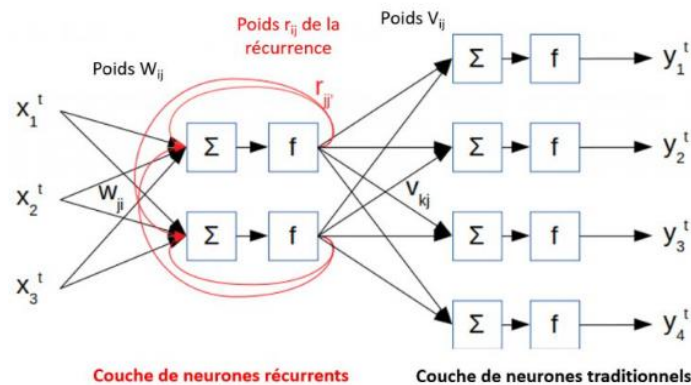 Poids r_ij de la
récurrence
Poids V_ij
Poids W_ij
r_jj'
Σ f y_1^t
x_1^t
Σ f
Σ f y_2^t
x_2^t
w_ji
v_kj
Σ f
Σ f y_3^t
x_3^t
Σ f y_4^t
Couche de neurones récurrents
Couche de neurones traditionnels